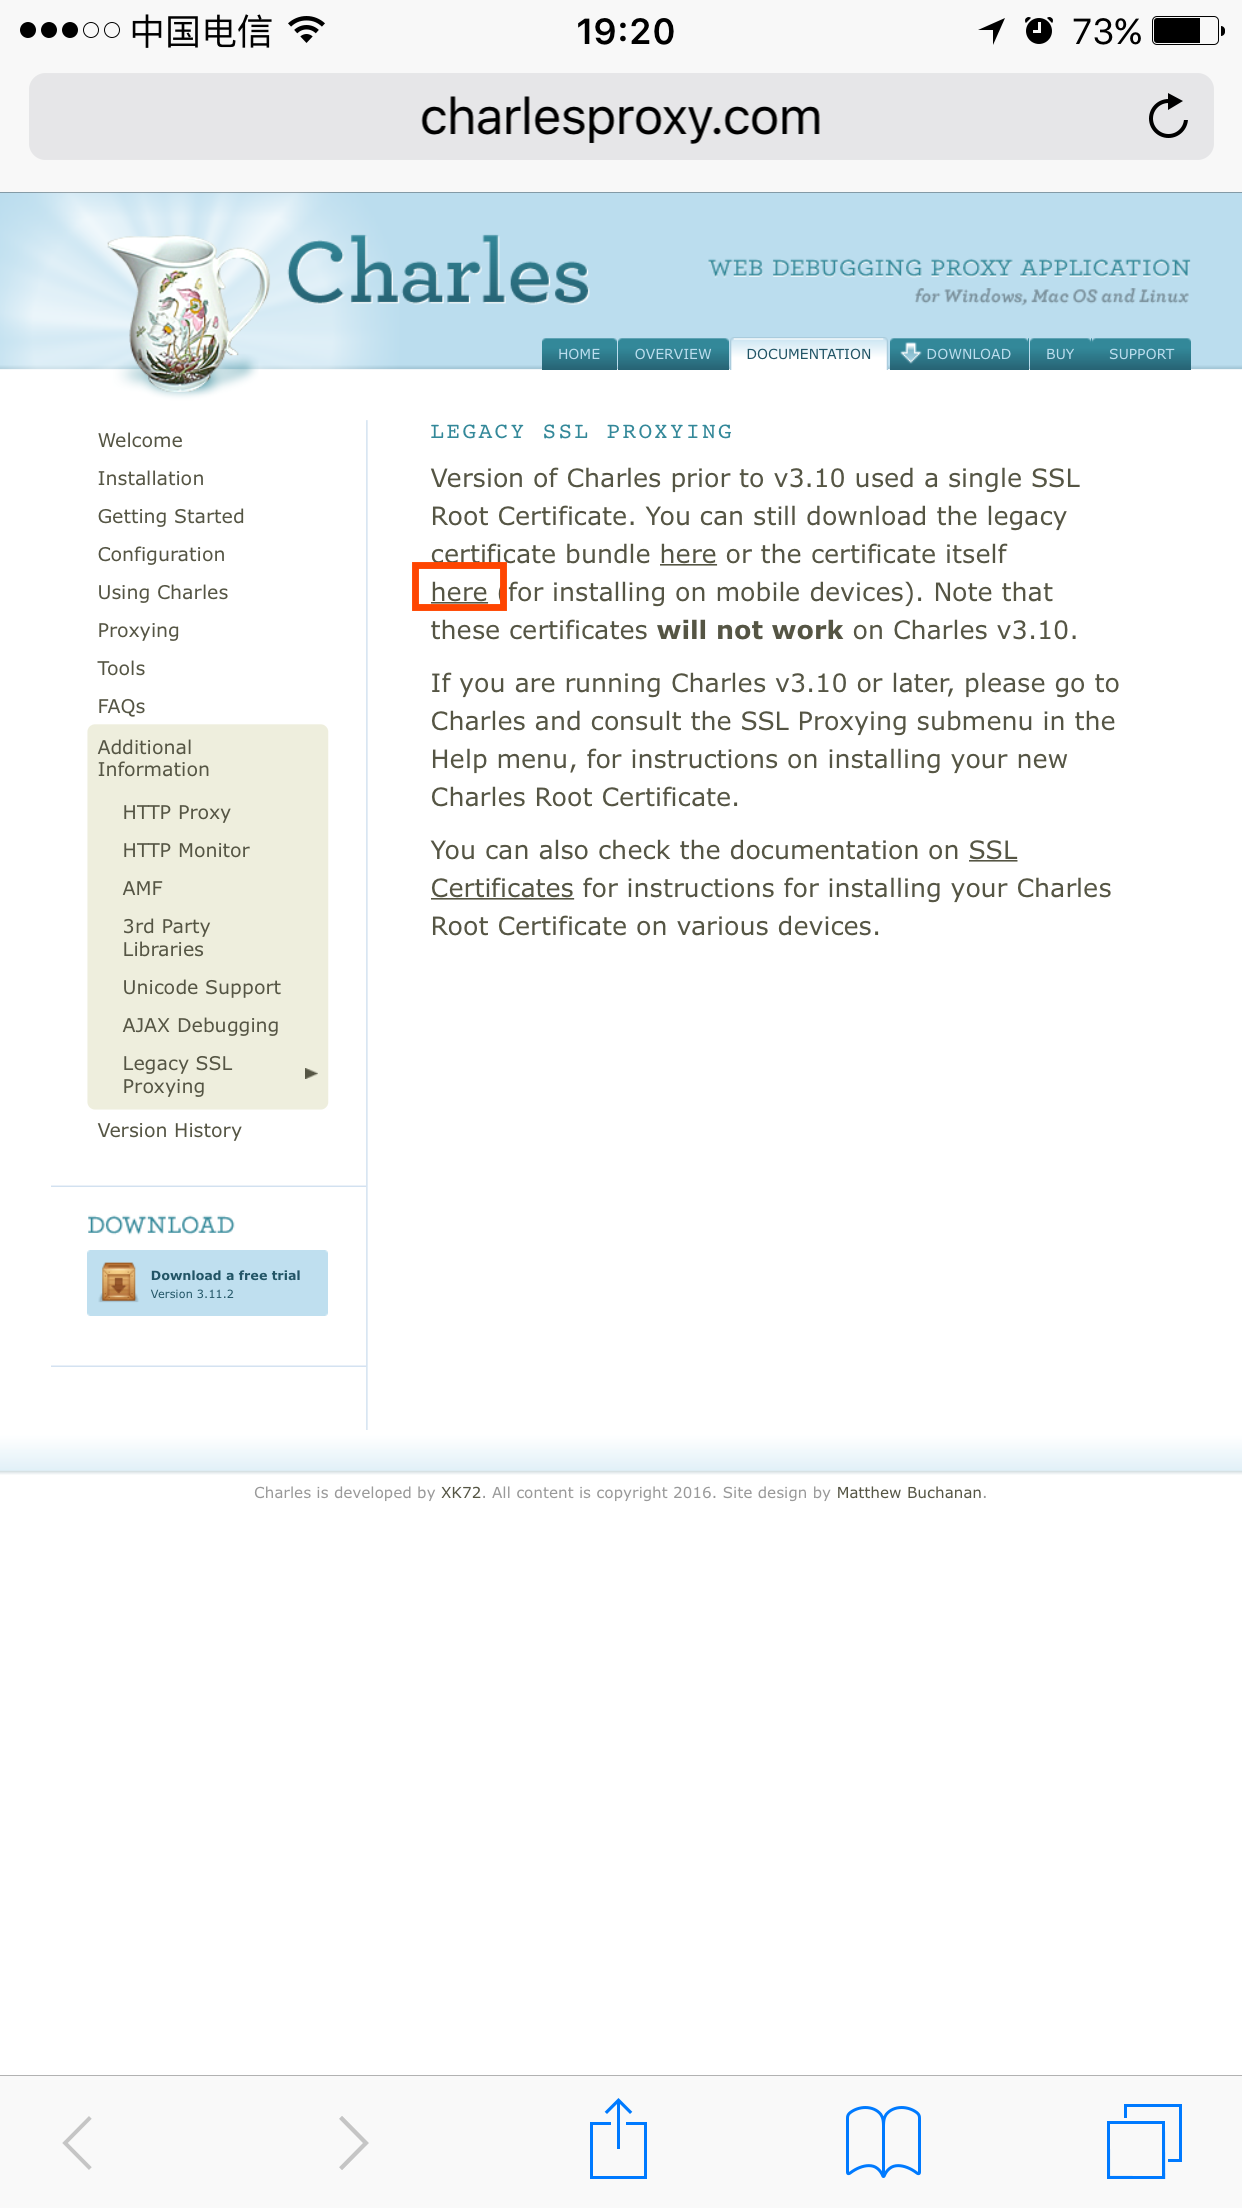 中国电信
19:20
73%
charlesproxy.com
Charles
WEB DEBUGGING PROXY APPLICATION
for Windows, Mac OS and Linux
HOME
OVERVIEW
DOCUMENTATION
DOWNLOAD
BUY
SUPPORT
Welcome
Installation
Getting Started
Configuration
Using Charles
Proxying
Tools
FAQs
Additional
Information
HTTP Proxy
HTTP Monitor
AMF
3rd Party
Libraries
Unicode Support
AJAX Debugging
Legacy SSL
Proxying
Version History
DOWNLOAD
Download a free trial
Version 3.11.2
LEGACY SSL PROXYING
Version of Charles prior to v3.10 used a single SSL
Root Certificate. You can still download the legacy
certificate bundle here or the certificate itself
here (for installing on mobile devices). Note that
these certificates will not work on Charles v3.10.
If you are running Charles v3.10 or later, please go to
Charles and consult the SSL Proxying submenu in the
Help menu, for instructions on installing your new
Charles Root Certificate.
You can also check the documentation on SSL
Certificates for instructions for installing your Charles
Root Certificate on various devices.
Charles is developed by XK72. All content is copyright 2016. Site design by Matthew Buchanan.